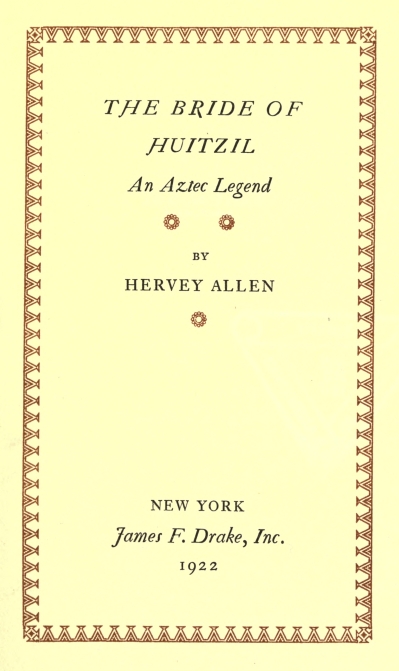 THE BRIDE OF
HUITZIL
An Aztec Legend
BY
HERVEY ALLEN
NEW YORK
James F. Drake, Inc.
1922